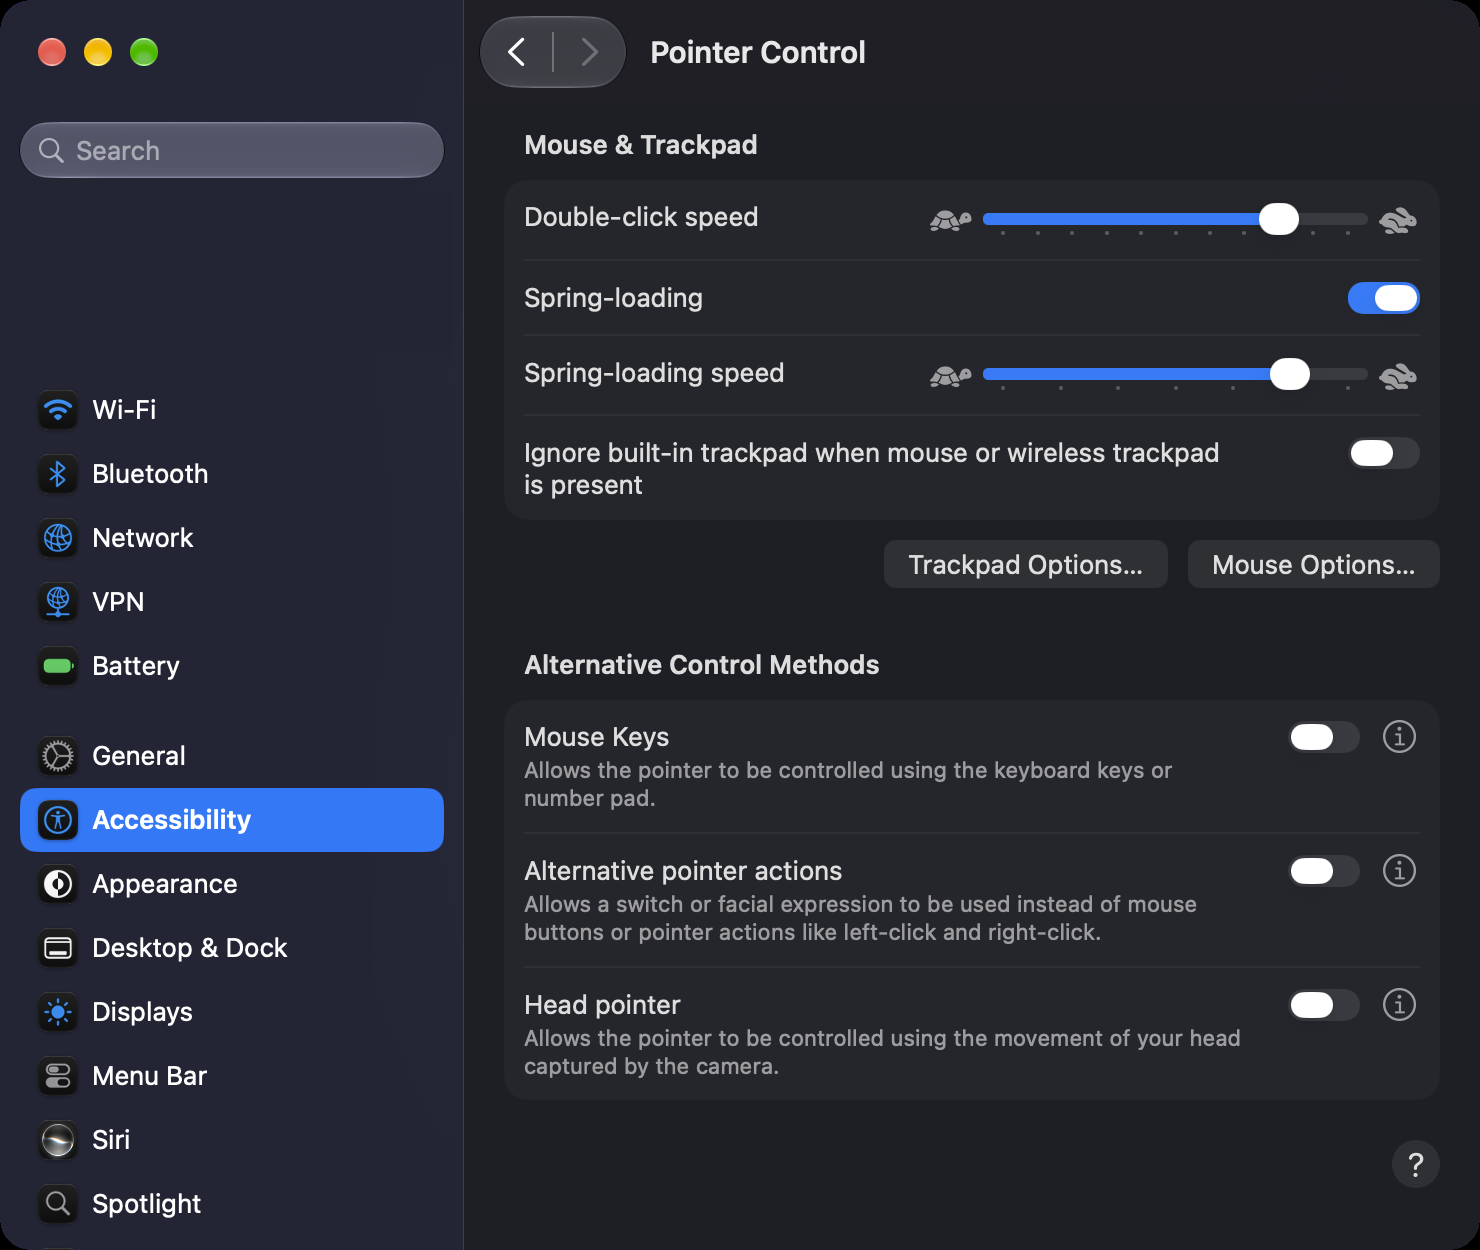 Pointer Control
Search
Wi-Fi
Bluetooth
Network
VPN
Battery
General
Accessibility
Appearance
Desktop & Dock
Displays
Menu Bar
Siri
Spotlight
Mouse & Trackpad
Double-click speed
Spring-loading
Spring-loading speed
Ignore built-in trackpad when mouse or wireless trackpad
is present
Trackpad Options...
Mouse Options...
Alternative Control Methods
Mouse Keys
Allows the pointer to be controlled using the keyboard keys or
number pad.
Alternative pointer actions
Allows a switch or facial expression to be used instead of mouse
buttons or pointer actions like left-click and right-click.
Head pointer
Allows the pointer to be controlled using the movement of your head
captured by the camera.
?